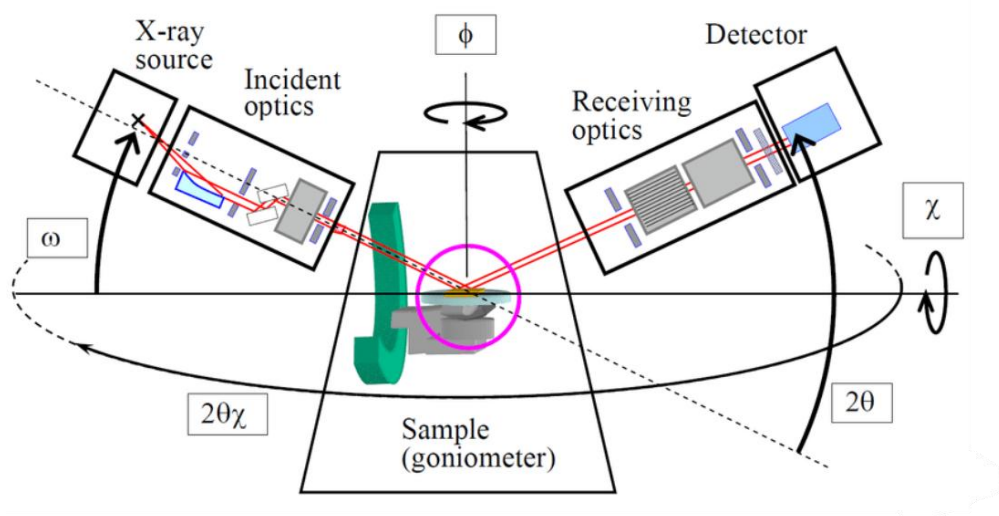 X-ray
source
Incident
optics
ϕ
Receiving
optics
Detector
ω
χ
2θχ
2θ
Sample
(goniometer)